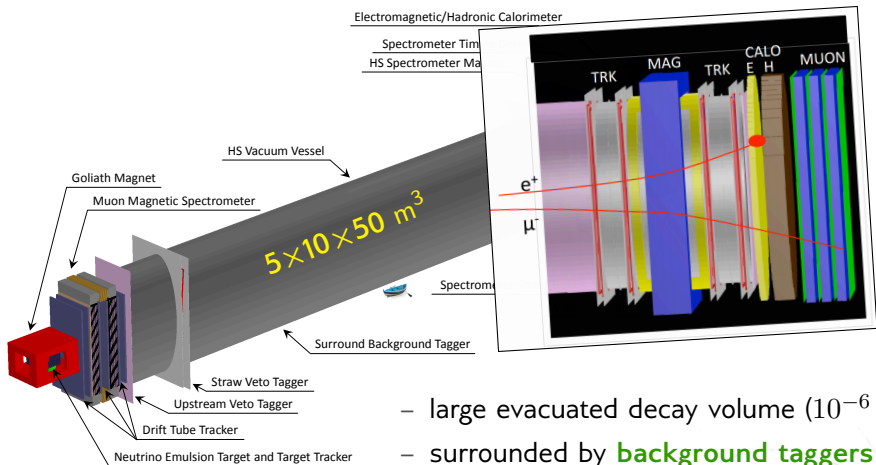 Electromagnetic/Hadronic Calorimeter
Spectrometer Tim
HS Spectrometer Ma
HS Vacuum Vessel
Goliath Magnet
Muon Magnetic Spectrometer
5×10×50 m³
Spectrome
Surround Background Tagger
Straw Veto Tagger
Upstream Veto Tagger
Drift Tube Tracker
Neutrino Emulsion Target and Target Tracker
TRK
MAG
TRK
CALO
E H
MUON
e⁺
μ⁻
– large evacuated decay volume (10⁻⁶
– surrounded by background taggers